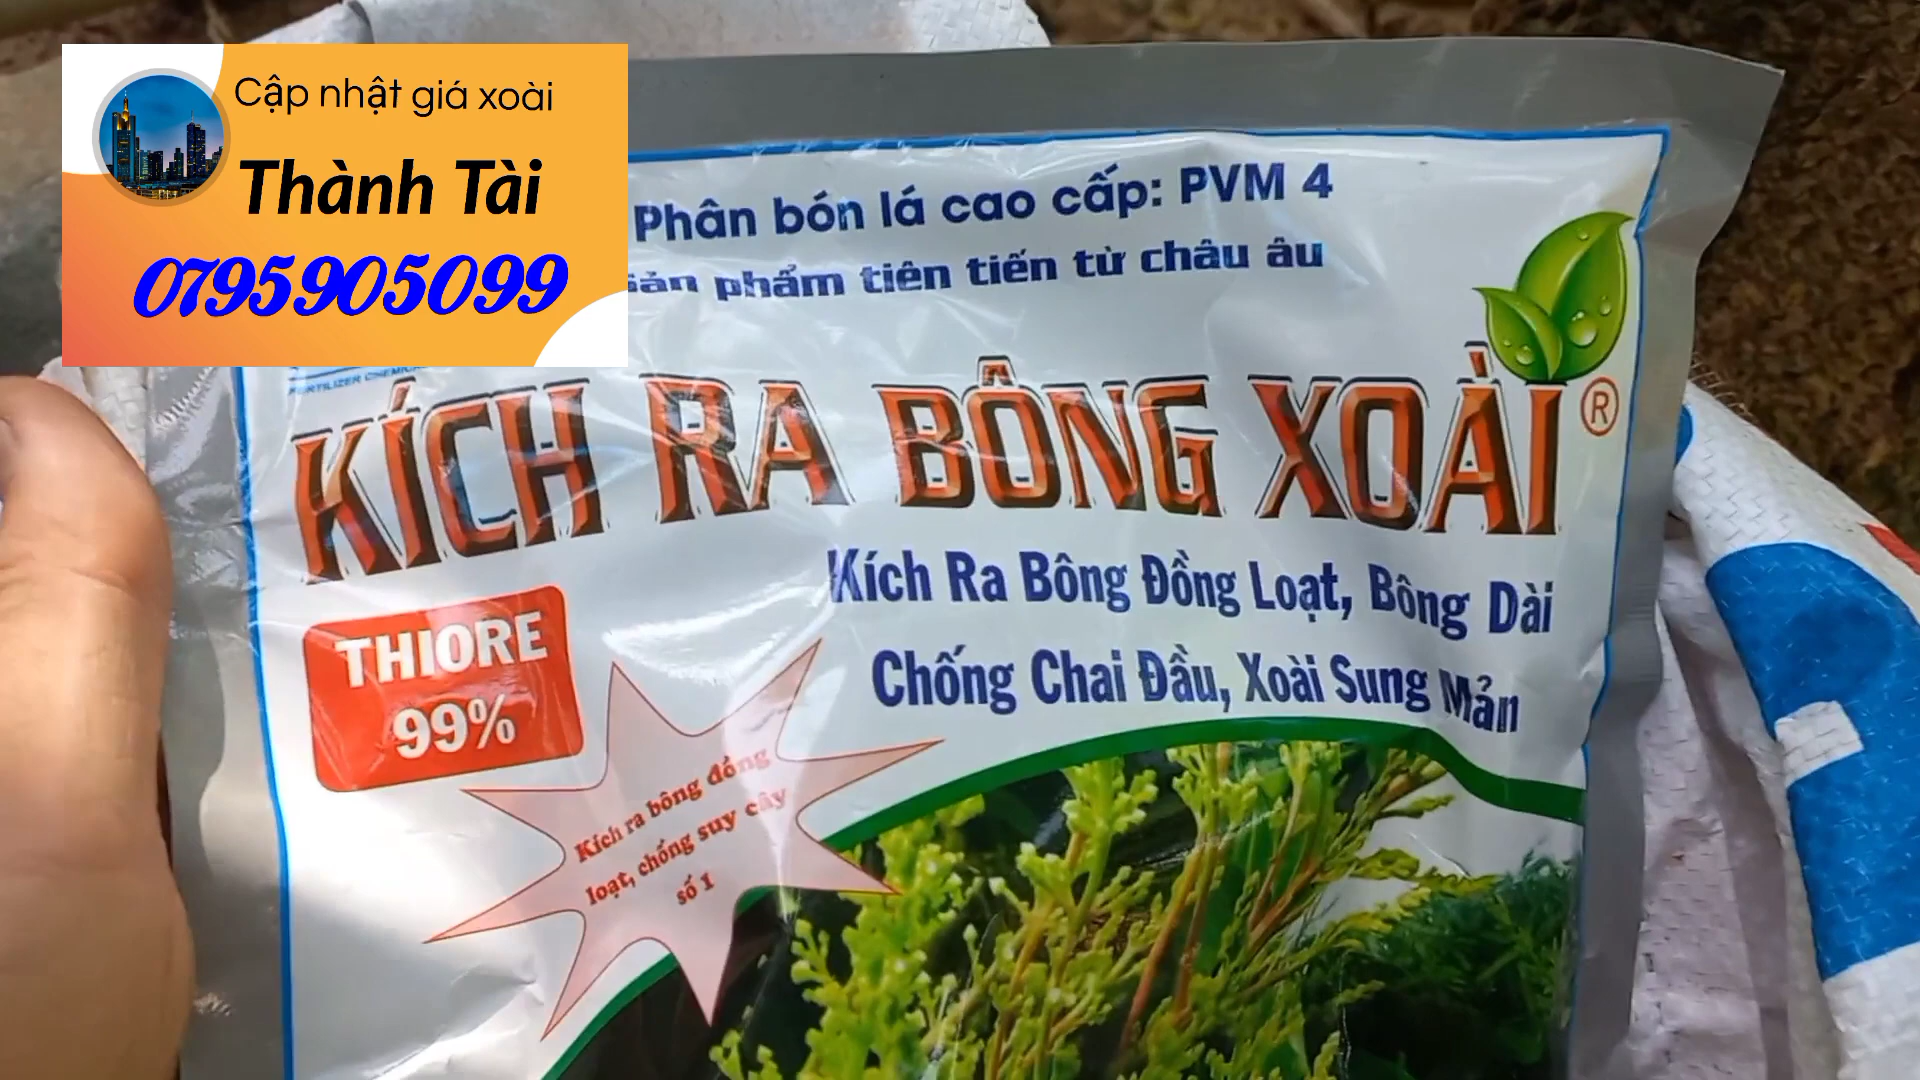 Cập nhật giá xoài
Thành Tài
0795905099
Phân bón lá cao cấp: PVM 4
sản phẩm tiên tiến từ châu âu
KÍCH RA BÔNG XOÀI ®
Kích Ra Bông Đồng Loạt, Bông Dài
Chống Chai Đầu, Xoài Sung Mản
THIORE
99%
Kích ra bông đồng
loạt, chống suy cây
số 1